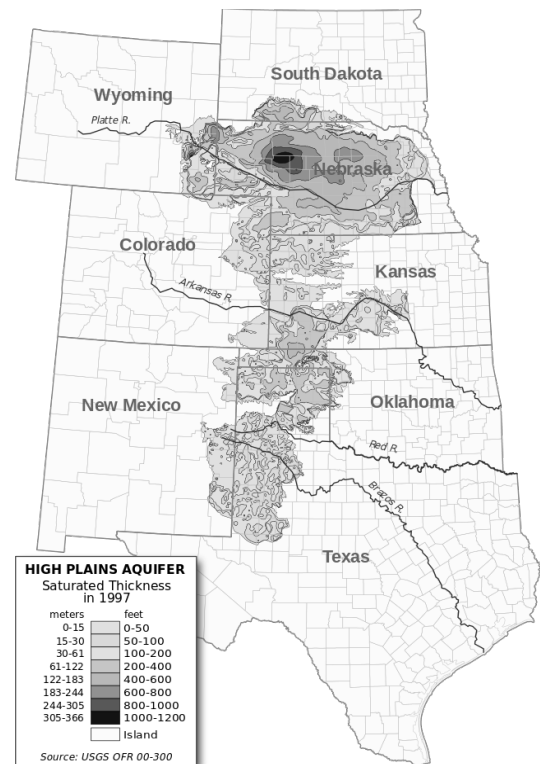 South Dakota
Wyoming
Platte R.
Nebraska
Colorado
Kansas
Arkansas R.
New Mexico
Oklahoma
Red R.
Brazos R.
Texas
HIGH PLAINS AQUIFER
Saturated Thickness
in 1997
meters feet
0-15 0-50
15-30 50-100
30-61 100-200
61-122 200-400
122-183 400-600
183-244 600-800
244-305 800-1000
305-366 1000-1200
Island
Source: USGS OFR 00-300